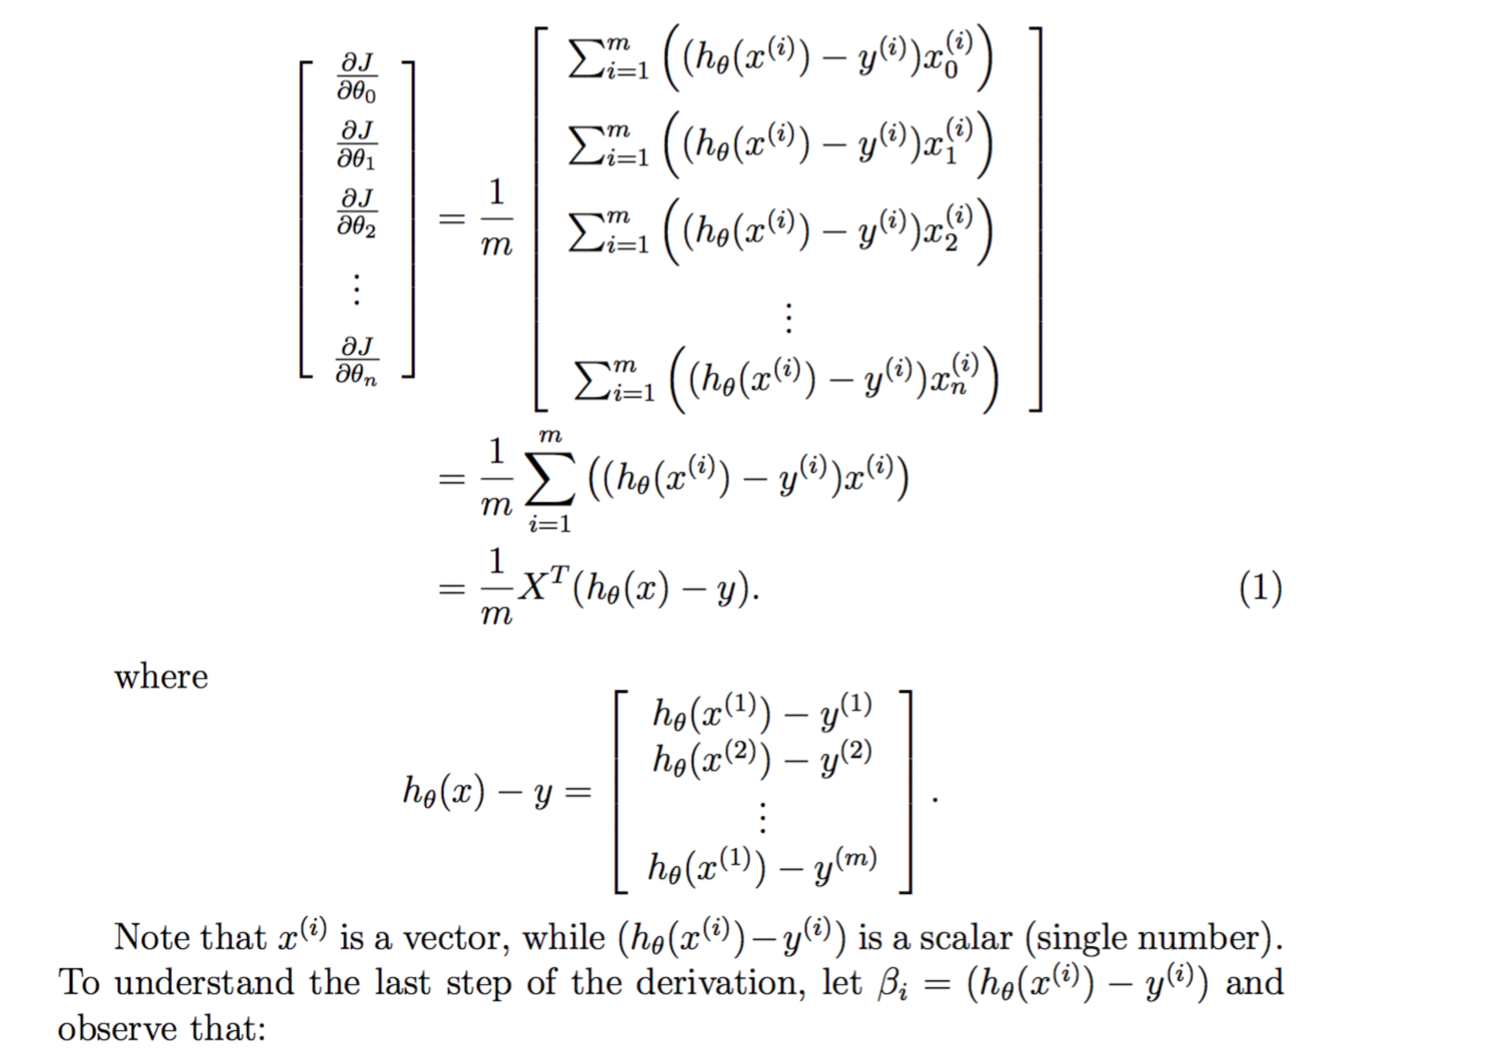 $$\begin{bmatrix} \frac{\partial J}{\partial \theta_0} \\ \frac{\partial J}{\partial \theta_1} \\ \frac{\partial J}{\partial \theta_2} \\ \vdots \\ \frac{\partial J}{\partial \theta_n} \end{bmatrix} = \frac{1}{m} \begin{bmatrix} \sum_{i=1}^{m} \left( (h_\theta(x^{(i)}) - y^{(i)}) x_0^{(i)} \right) \\ \sum_{i=1}^{m} \left( (h_\theta(x^{(i)}) - y^{(i)}) x_1^{(i)} \right) \\ \sum_{i=1}^{m} \left( (h_\theta(x^{(i)}) - y^{(i)}) x_2^{(i)} \right) \\ \vdots \\ \sum_{i=1}^{m} \left( (h_\theta(x^{(i)}) - y^{(i)}) x_n^{(i)} \right) \end{bmatrix}$$
$$= \frac{1}{m} \sum_{i=1}^{m} \left( (h_\theta(x^{(i)}) - y^{(i)}) x^{(i)} \right)$$
$$= \frac{1}{m} X^T (h_\theta(x) - y). \quad (1)$$
where
$$h_\theta(x) - y = \begin{bmatrix} h_\theta(x^{(1)}) - y^{(1)} \\ h_\theta(x^{(2)}) - y^{(2)} \\ \vdots \\ h_\theta(x^{(1)}) - y^{(m)} \end{bmatrix}.$$
Note that $x^{(i)}$ is a vector, while $(h_\theta(x^{(i)}) - y^{(i)})$ is a scalar (single number).
To understand the last step of the derivation, let $\beta_i = (h_\theta(x^{(i)}) - y^{(i)})$ and
observe that: